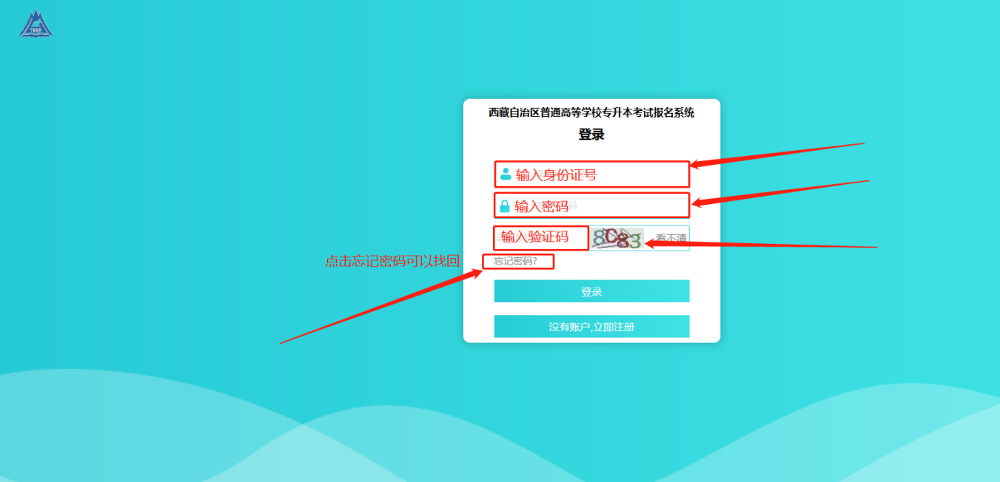 西藏自治区普通高等学校专升本考试报名系统
登录
输入身份证号
输入密码
输入验证码 8C83 看不清
点击忘记密码可以找回 忘记密码?
登录
没有账户,立即注册